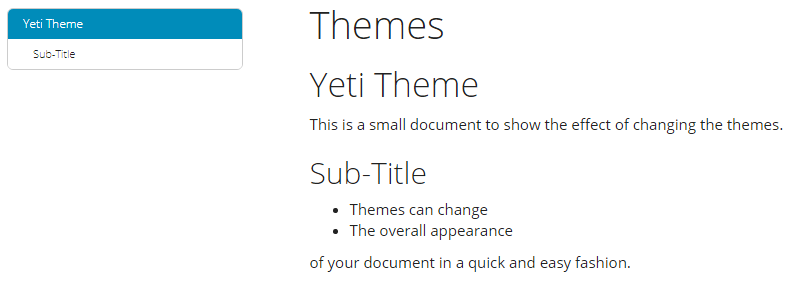 Yeti Theme
Sub-Title
Themes
Yeti Theme
This is a small document to show the effect of changing the themes.
Sub-Title
• Themes can change
• The overall appearance
of your document in a quick and easy fashion.